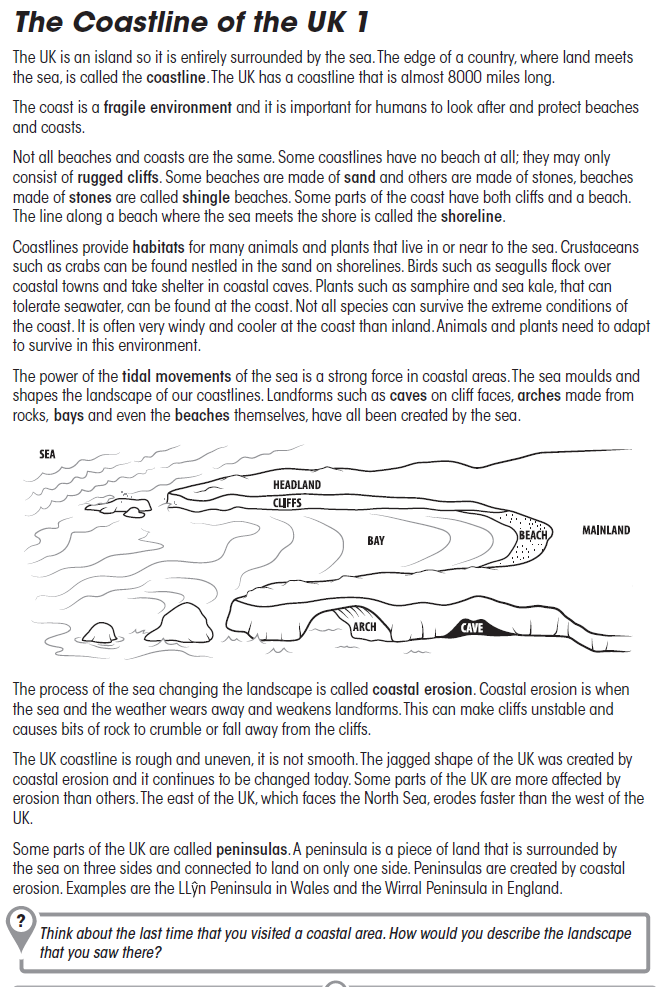 The Coastline of the UK 1
The UK is an island so it is entirely surrounded by the sea. The edge of a country, where land meets
the sea, is called the coastline. The UK has a coastline that is almost 8000 miles long.
The coast is a fragile environment and it is important for humans to look after and protect beaches
and coasts.
Not all beaches and coasts are the same. Some coastlines have no beach at all; they may only
consist of rugged cliffs. Some beaches are made of sand and others are made of stones, beaches
made of stones are called shingle beaches. Some parts of the coast have both cliffs and a beach.
The line along a beach where the sea meets the shore is called the shoreline.
Coastlines provide habitats for many animals and plants that live in or near to the sea. Crustaceans
such as crabs can be found nestled in the sand on shorelines. Birds such as seagulls flock over
coastal towns and take shelter in coastal caves. Plants such as samphire and sea kale, that can
tolerate seawater, can be found at the coast. Not all species can survive the extreme conditions of
the coast. It is often very windy and cooler at the coast than inland. Animals and plants need to adapt
to survive in this environment.
The power of the tidal movements of the sea is a strong force in coastal areas. The sea moulds and
shapes the landscape of our coastlines. Landforms such as caves on cliff faces, arches made from
rocks, bays and even the beaches themselves, have all been created by the sea.
SEA
HEADLAND
CLIFFS
BAY
BEACH
MAINLAND
ARCH
CAVE
The process of the sea changing the landscape is called coastal erosion. Coastal erosion is when
the sea and the weather wears away and weakens landforms. This can make cliffs unstable and
causes bits of rock to crumble or fall away from the cliffs.
The UK coastline is rough and uneven, it is not smooth. The jagged shape of the UK was created by
coastal erosion and it continues to be changed today. Some parts of the UK are more affected by
erosion than others. The east of the UK, which faces the North Sea, erodes faster than the west of the
UK.
Some parts of the UK are called peninsulas. A peninsula is a piece of land that is surrounded by
the sea on three sides and connected to land on only one side. Peninsulas are created by coastal
erosion. Examples are the LLŷn Peninsula in Wales and the Wirral Peninsula in England.
?
Think about the last time that you visited a coastal area. How would you describe the landscape
that you saw there?